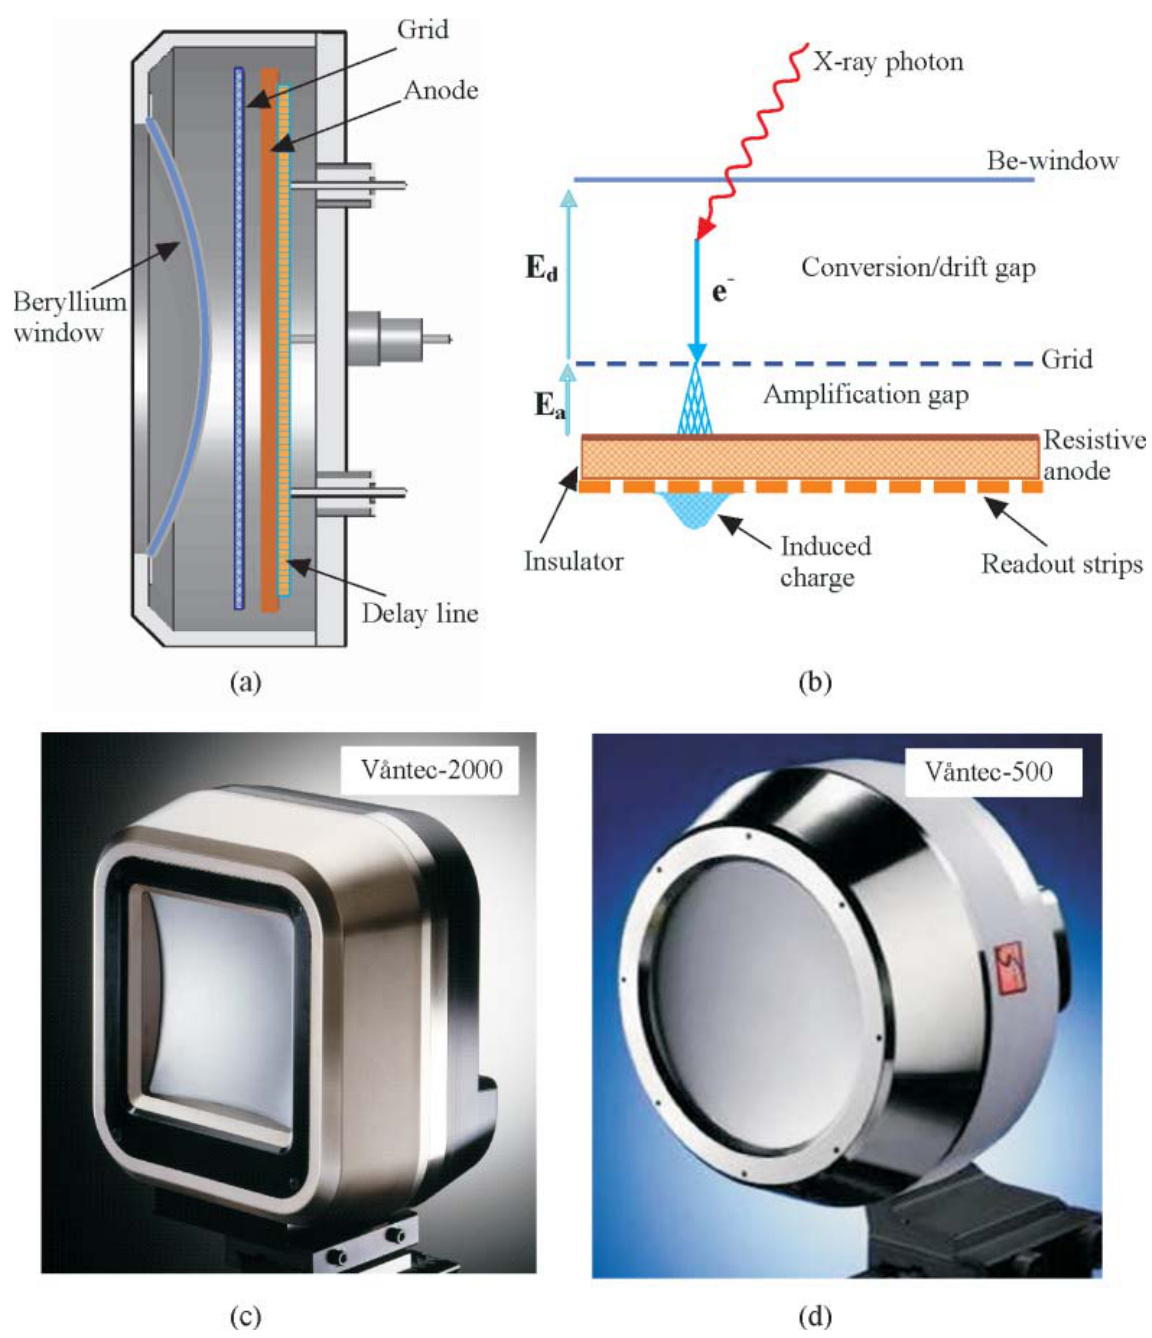 Grid
Anode
Beryllium
window
Delay line
(a)
X-ray photon
Be-window
E_d
Conversion/drift gap
e^-
Grid
E_a
Amplification gap
Resistive
anode
Insulator
Induced
charge
Readout strips
(b)
Våntec-2000
(c)
Våntec-500
(d)